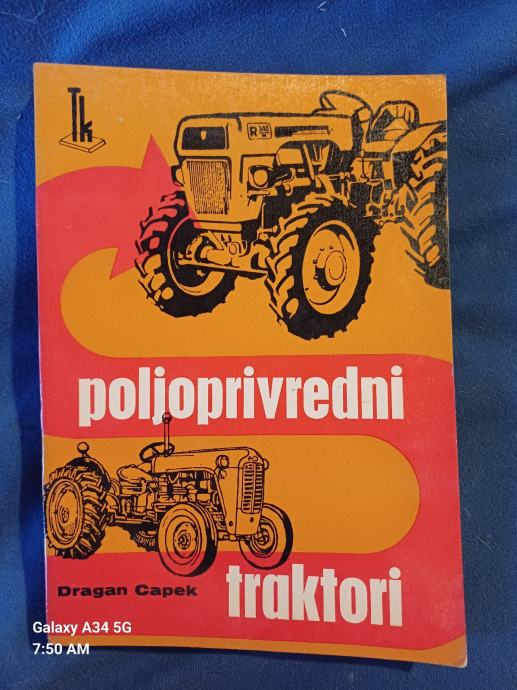 Tk
poljoprivredni
Dragan Capek
traktori
Galaxy A34 5G
7:50 AM